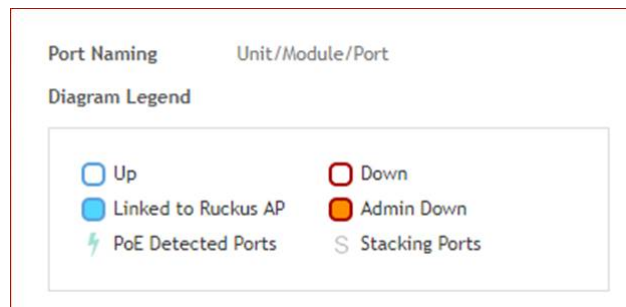 Port Naming Unit/Module/Port
Diagram Legend
Up Down
Linked to Ruckus AP Admin Down
PoE Detected Ports S Stacking Ports